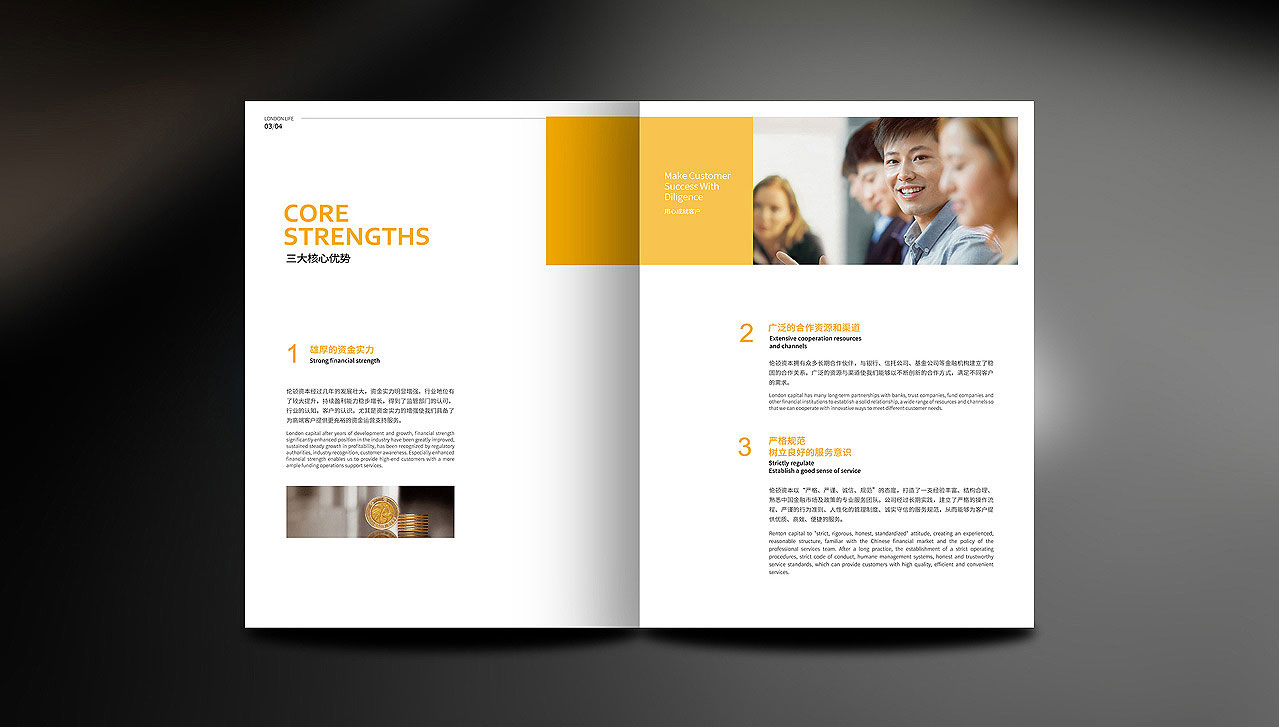 LONDON LIFE
03/04
CORE
STRENGTHS
三大核心优势
1 雄厚的资金实力
Strong financial strength
伦顿资本经过几年的发展壮大，资金实力明显增强、行业地位有
了较大提升，持续盈利能力稳步增长，得到了监管部门的认可，
行业的认知，客户的认识。尤其是资金实力的增强使我们具备了
为高端客户提供更充裕的资金运营支持服务。
London capital after years of development and growth, financial strength
significantly enhanced position in the industry have been greatly improved,
sustained steady growth in profitability, has been recognized by regulatory
authorities, industry recognition, customer awareness. Especially enhanced
financial strength enables us to provide high-end customers with a more
ample funding operations support services.
Make Customer
Success With
Diligence
用心成就客户
2 广泛的合作资源和渠道
Extensive cooperation resources
and channels
伦顿资本拥有众多长期合作伙伴，与银行、信托公司、基金公司等金融机构建立了稳
固的合作关系。广泛的资源与渠道使我们能够以不断创新的合作方式，满足不同客户
的需求。
London capital has many long-term partnerships with banks, trust companies, fund companies and
other financial institutions to establish a solid relationship, a wide range of resources and channels so
that we can cooperate with innovative ways to meet different customer needs.
3 严格规范
树立良好的服务意识
Strictly regulate
Establish a good sense of service
伦顿资本以“严格、严谨、诚信、规范”的态度，打造了一支经验丰富、结构合理、
熟悉中国金融市场及政策的专业服务团队。公司经过长期实践，建立了严格的操作流
程、严谨的行为准则、人性化的管理制度、诚实守信的服务规范，从而能够为客户提
供优质、高效、便捷的服务。
Renton capital to "strict, rigorous, honest, standardized" attitude, creating an experienced,
reasonable structure, familiar with the Chinese financial market and the policy of the
professional services team. After a long practice, the establishment of a strict operating
procedures, strict code of conduct, humane management systems, honest and trustworthy
service standards, which can provide customers with high quality, efficient and convenient
services.